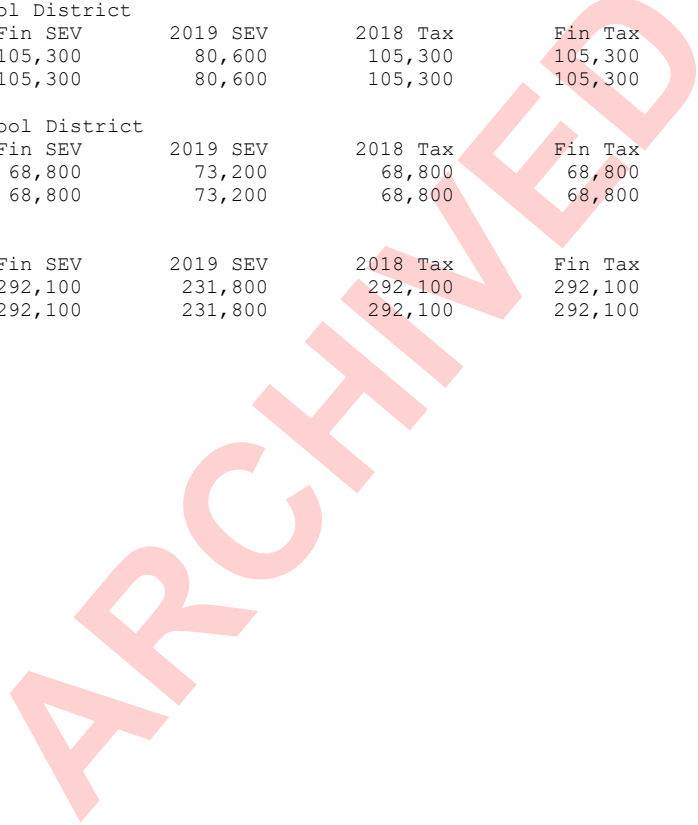 ol District
Fin SEV 2019 SEV 2018 Tax Fin Tax
105,300 80,600 105,300 105,300
105,300 80,600 105,300 105,300
ool District
Fin SEV 2019 SEV 2018 Tax Fin Tax
68,800 73,200 68,800 68,800
68,800 73,200 68,800 68,800
Fin SEV 2019 SEV 2018 Tax Fin Tax
292,100 231,800 292,100 292,100
292,100 231,800 292,100 292,100
ARCHIVED